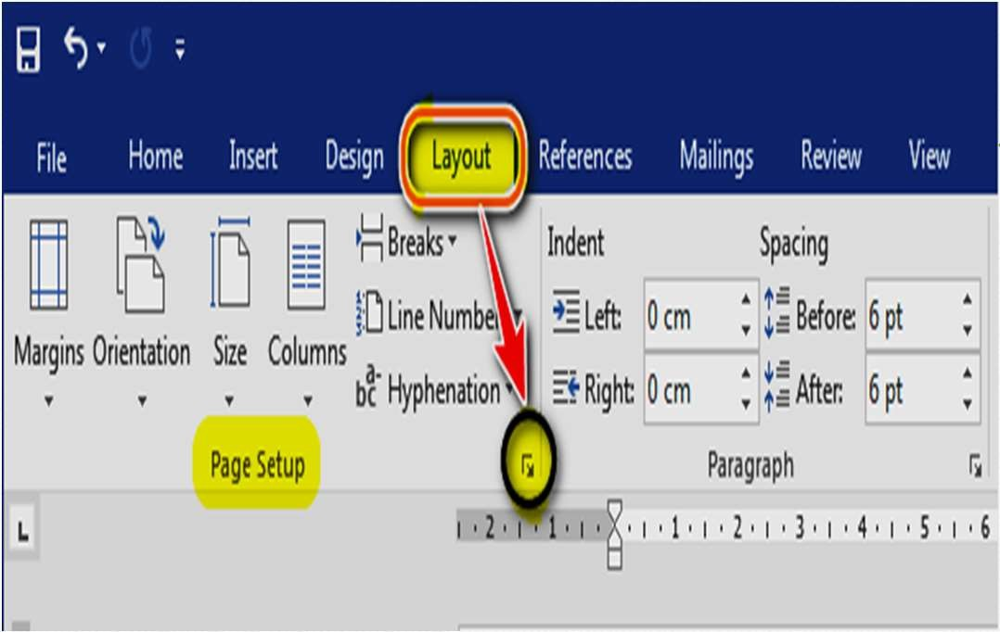 File Home Insert Design Layout References Mailings Review View
Breaks
Indent
Spacing
Line Number
Left:
0 cm
Before:
6 pt
Margins
Orientation
Size
Columns
a-
bc
Hyphenation
Right:
0 cm
After:
6 pt
Page Setup
Paragraph
L
2 1 1 2 3 4 5 6